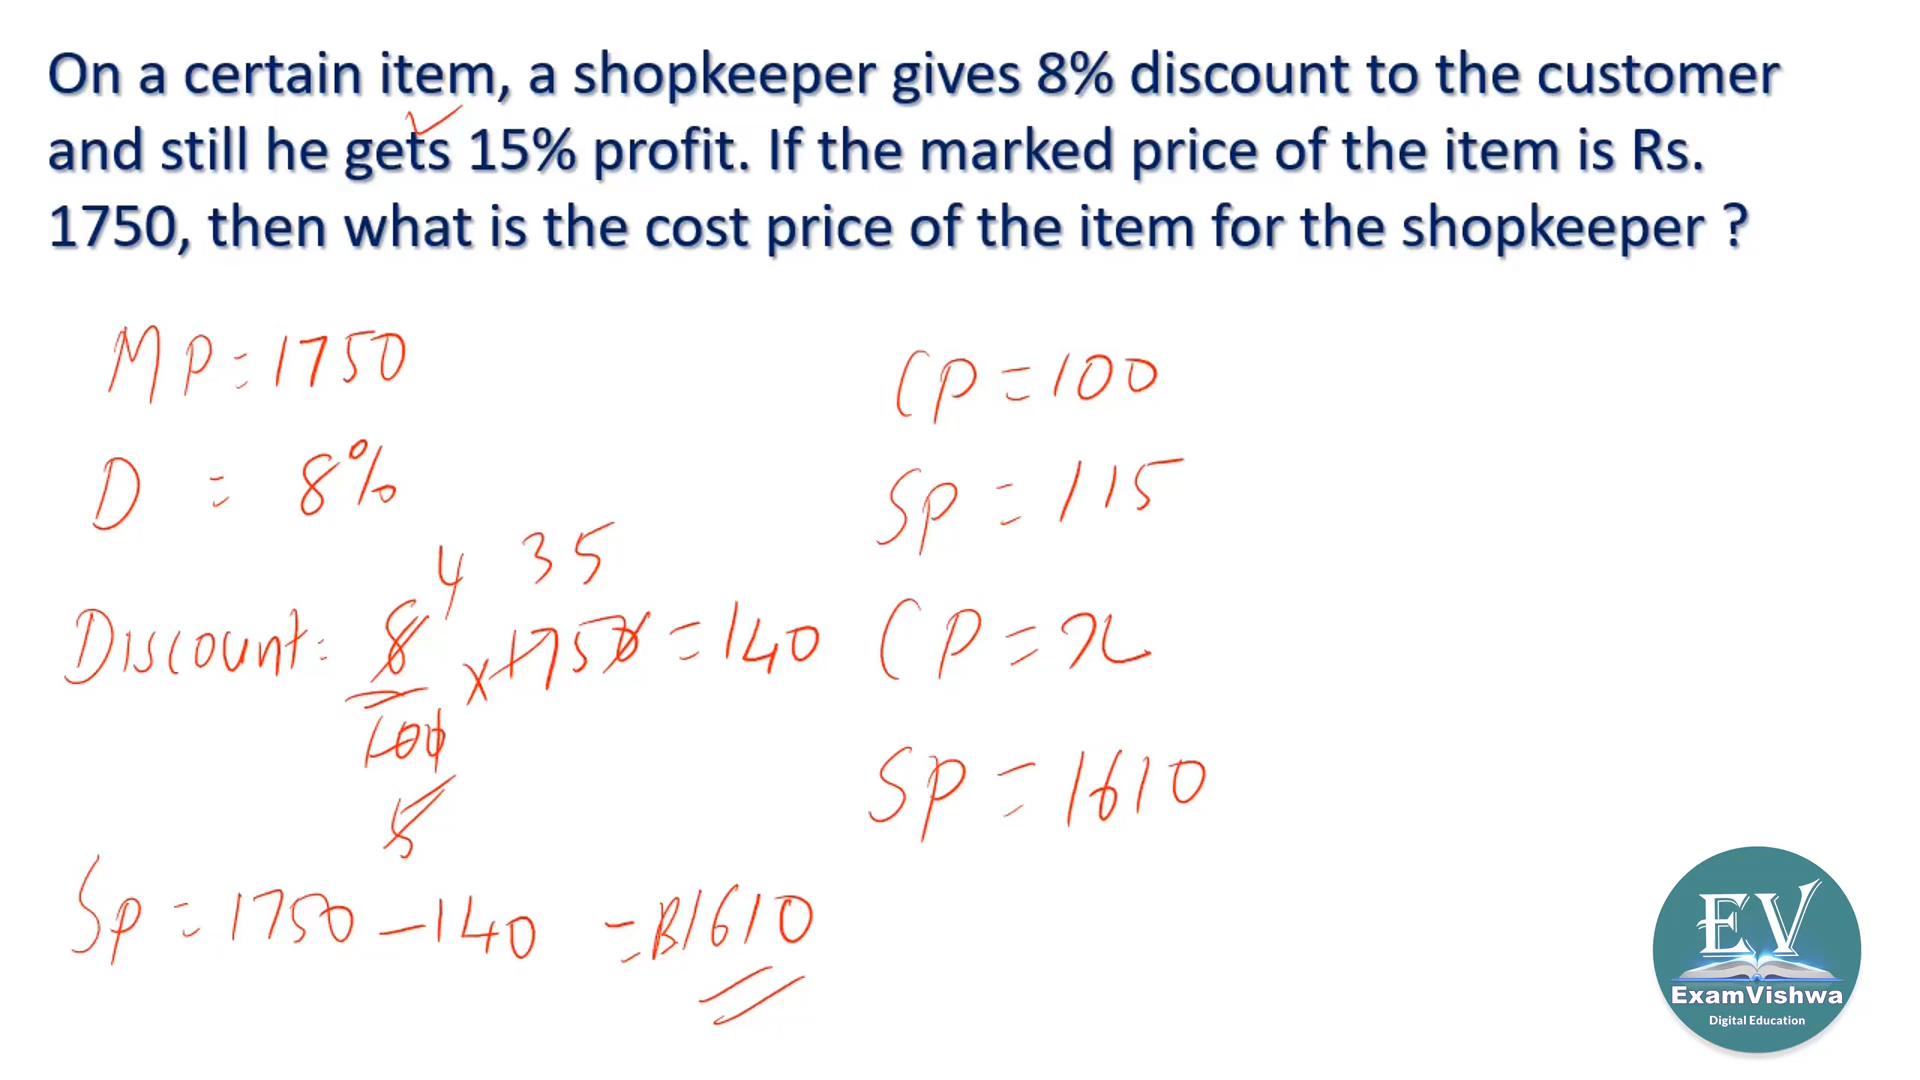 On a certain item, a shopkeeper gives 8% discount to the customer
and still he gets 15% profit. If the marked price of the item is Rs.
1750, then what is the cost price of the item for the shopkeeper ?
MP = 1750
D = 8%
4 35
Discount: 8 × 1750 = 140
100
5
SP = 1750 - 140 = 1610
CP = 100
SP = 115
CP = x
SP = 1610
EV
ExamVishwa
Digital Education